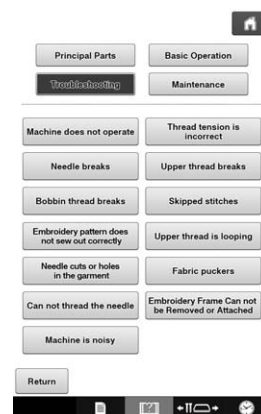 Principal Parts
Basic Operation
Troubleshooting
Maintenance
Machine does not operate
Thread tension is
incorrect
Needle breaks
Upper thread breaks
Bobbin thread breaks
Skipped stitches
Embroidery pattern does
not sew out correctly
Upper thread is looping
Needle cuts or holes
in the garment
Fabric puckers
Can not thread the needle
Embroidery Frame Can not
be Removed or Attached
Machine is noisy
Return